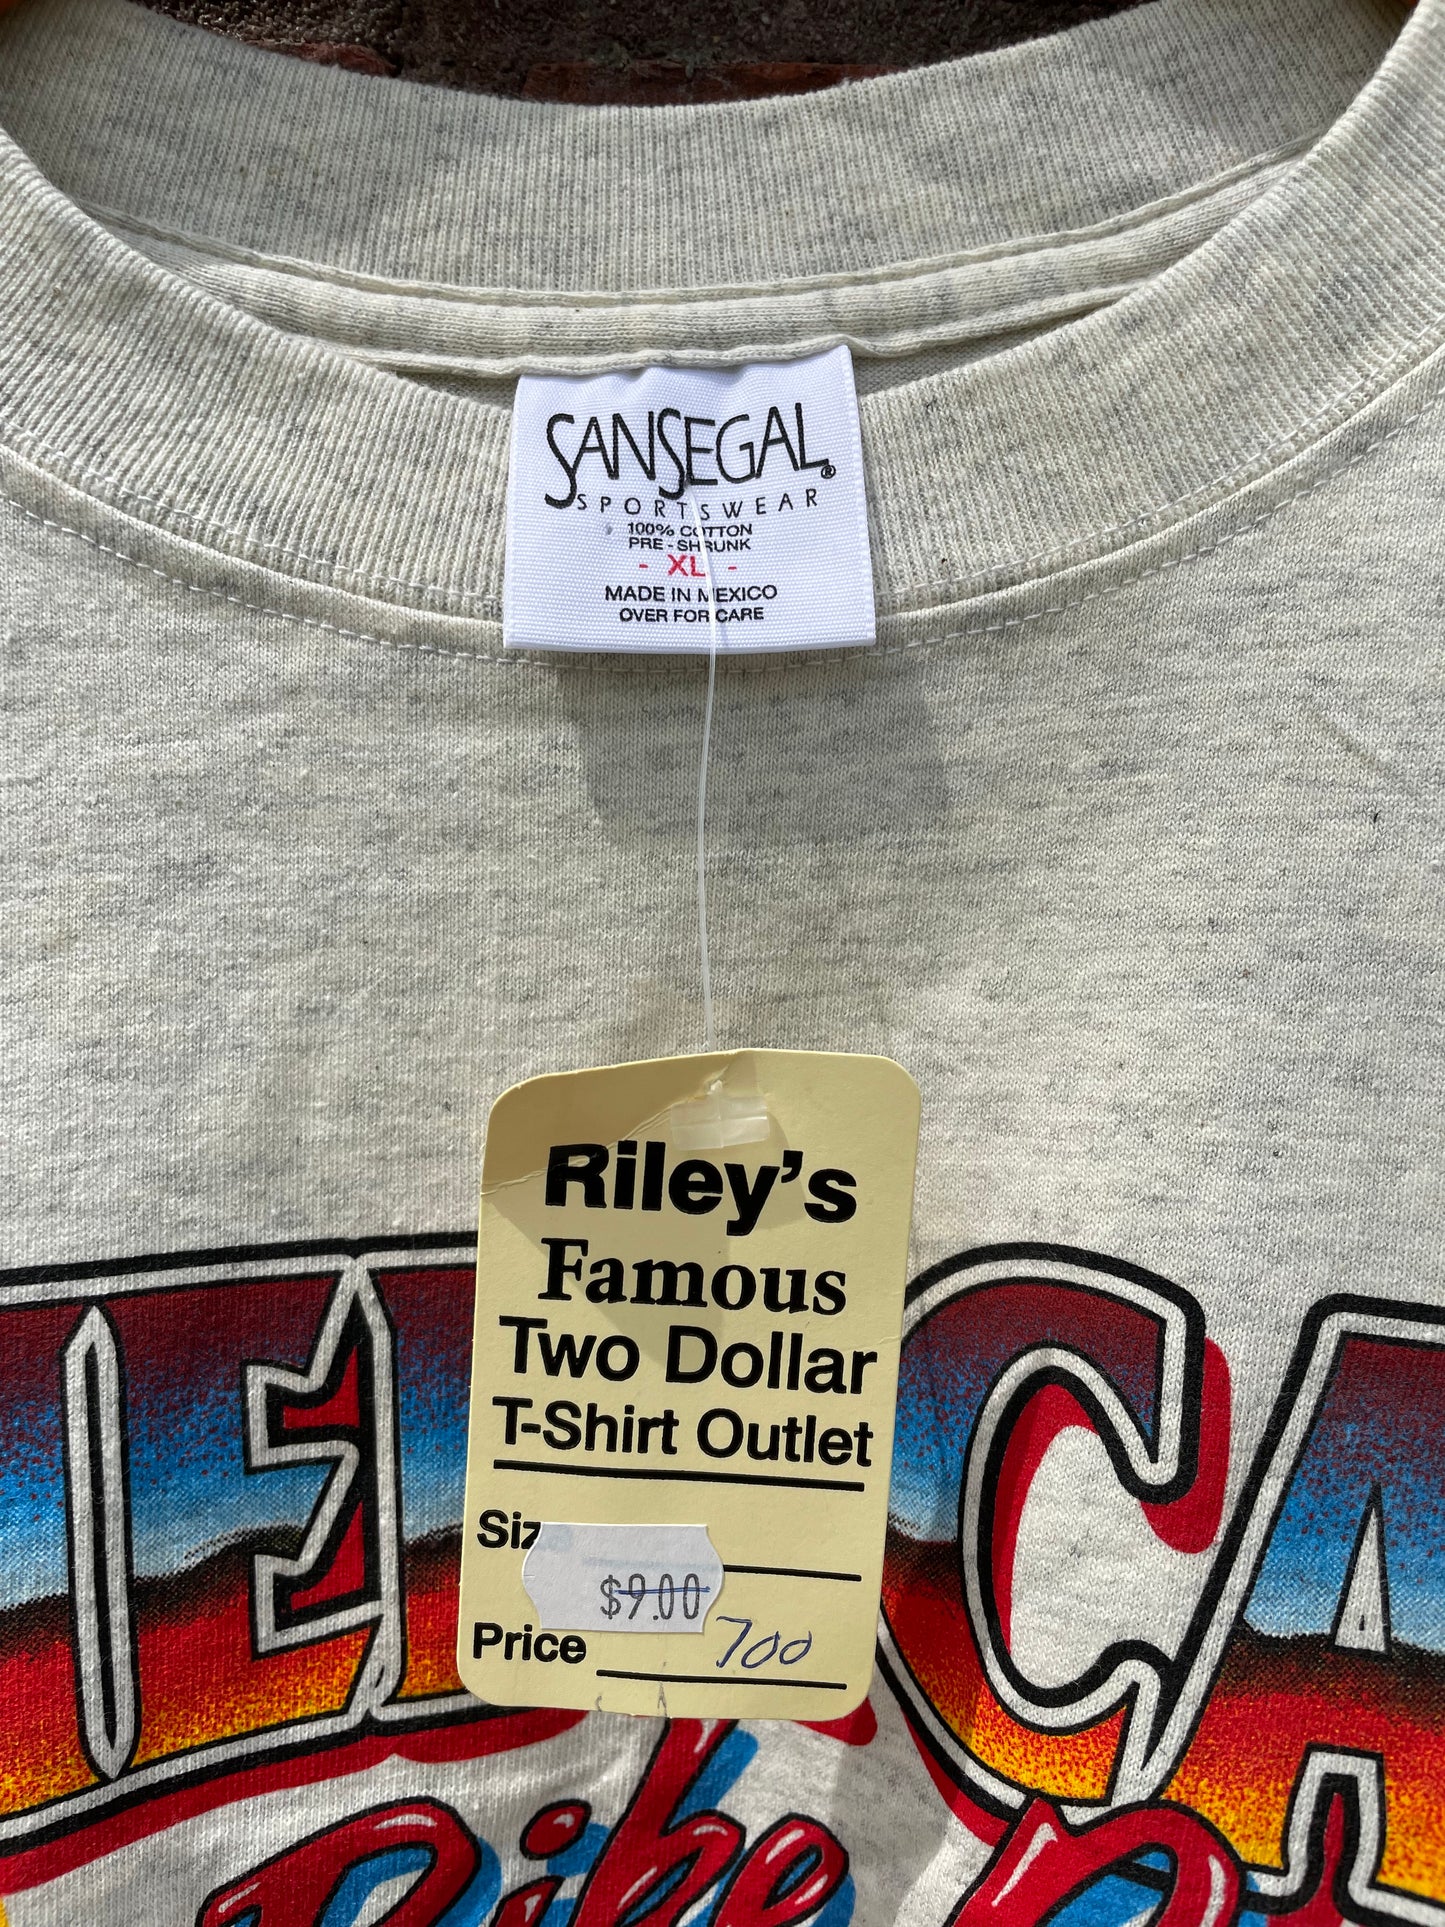 SANSEGAL®
SPORTSWEAR
100% COTTON
PRE-SHRUNK
- XL -
MADE IN MEXICO
OVER FOR CARE
Riley's
Famous
Two Dollar
T-Shirt Outlet
$9.00
Price 700
Bike